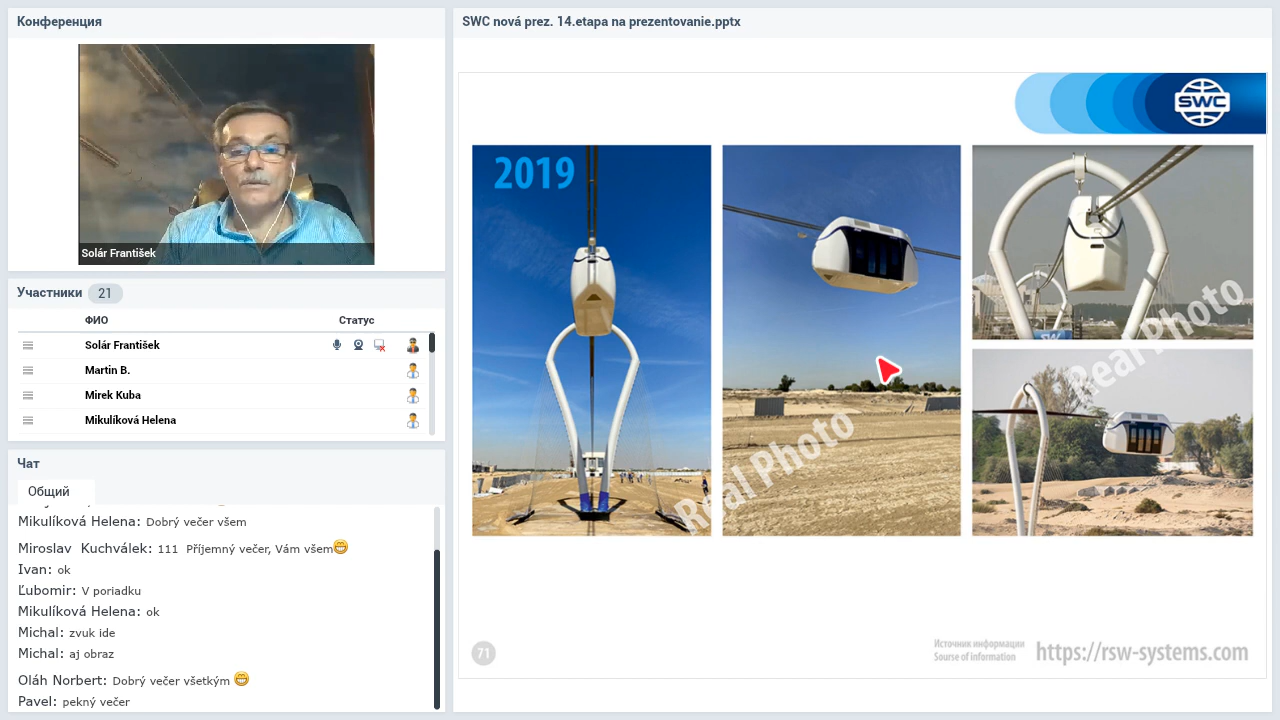 Конференция
Solár František
Участники 21
ФИО Статус
Solár František
Martin B.
Mirek Kuba
Mikulíková Helena
Чат
Общий
Mikulíková Helena: Dobrý večer všem
Miroslav Kuchválek: 111 Příjemný večer, Vám všem
Ivan: ok
Ľubomir: V poriadku
Mikulíková Helena: ok
Michal: zvuk ide
Michal: aj obraz
Oláh Norbert: Dobrý večer všetkým
Pavel: pekný večer
SWC nová prez. 14.etapa na prezentovanie.pptx
SWC
2019
Real Photo
Real Photo
SWC
71
Источник информации
Sourse of information
https://rsw-systems.com